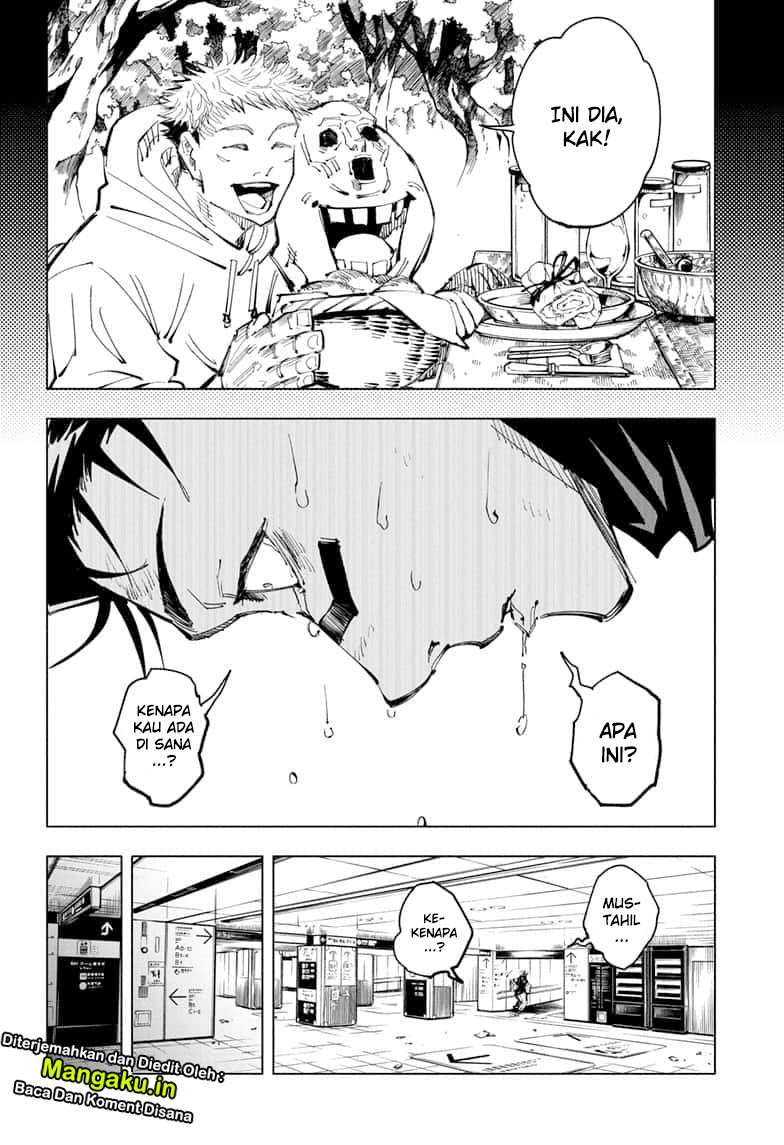 INI DIA,
KAK!
APA
INI?
KENAPA
KAU ADA
DI SANA
...?
MUS-
TAHIL
...
KE-
KENAPA
...?
Diterjemahkan dan Diedit Oleh :
Mangaku.in
Baca Dan Koment Disana